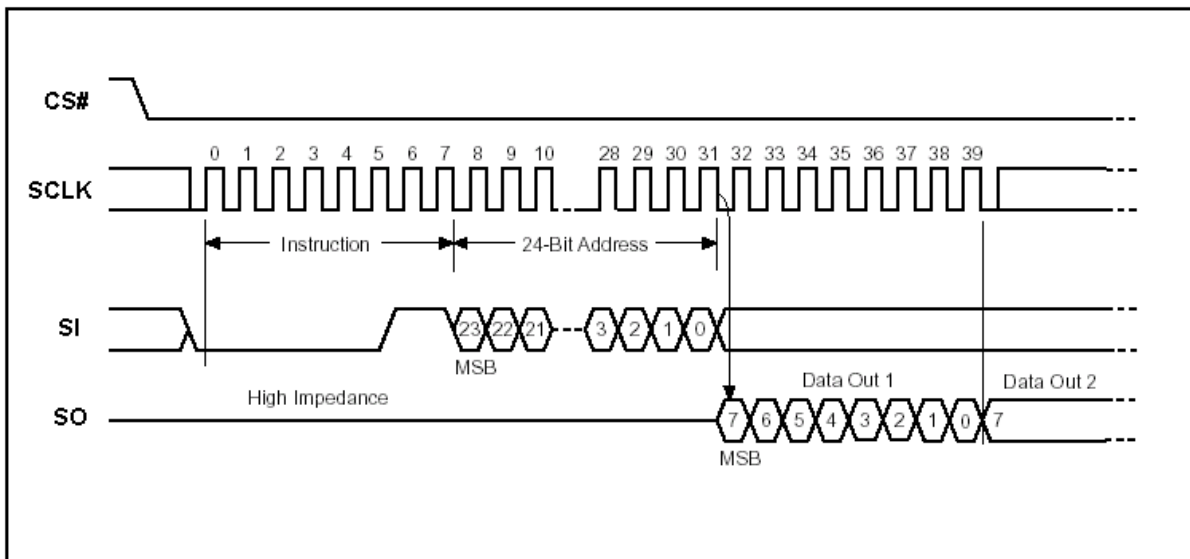 CS#
0 1 2 3 4 5 6 7 8 9 10 28 29 30 31 32 33 34 35 36 37 38 39
SCLK
Instruction 24-Bit Address
SI 23 22 21 3 2 1 0
MSB Data Out 1 Data Out 2
High Impedance
SO 7 6 5 4 3 2 1 0 7
MSB